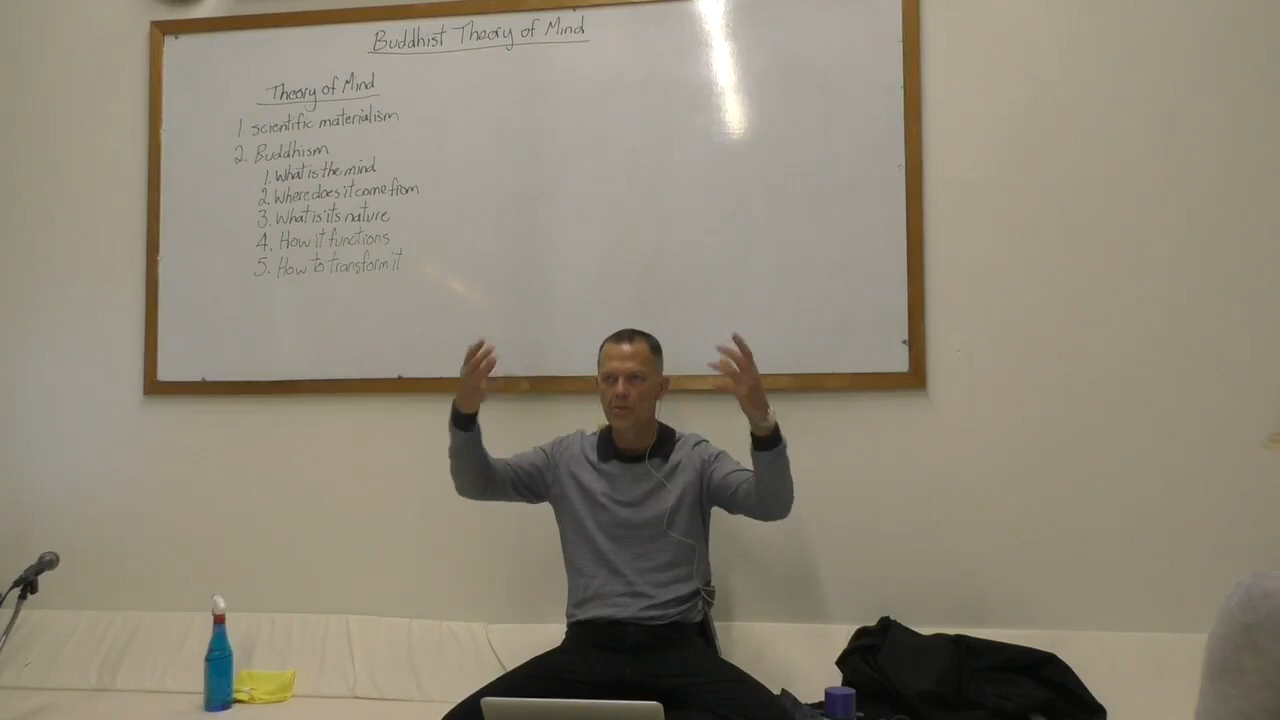 Buddhist Theory of Mind
Theory of Mind
1. scientific materialism
2. Buddhism
1. What is the mind
2. Where does it come from
3. What is its nature
4. How it functions
5. How to transform it